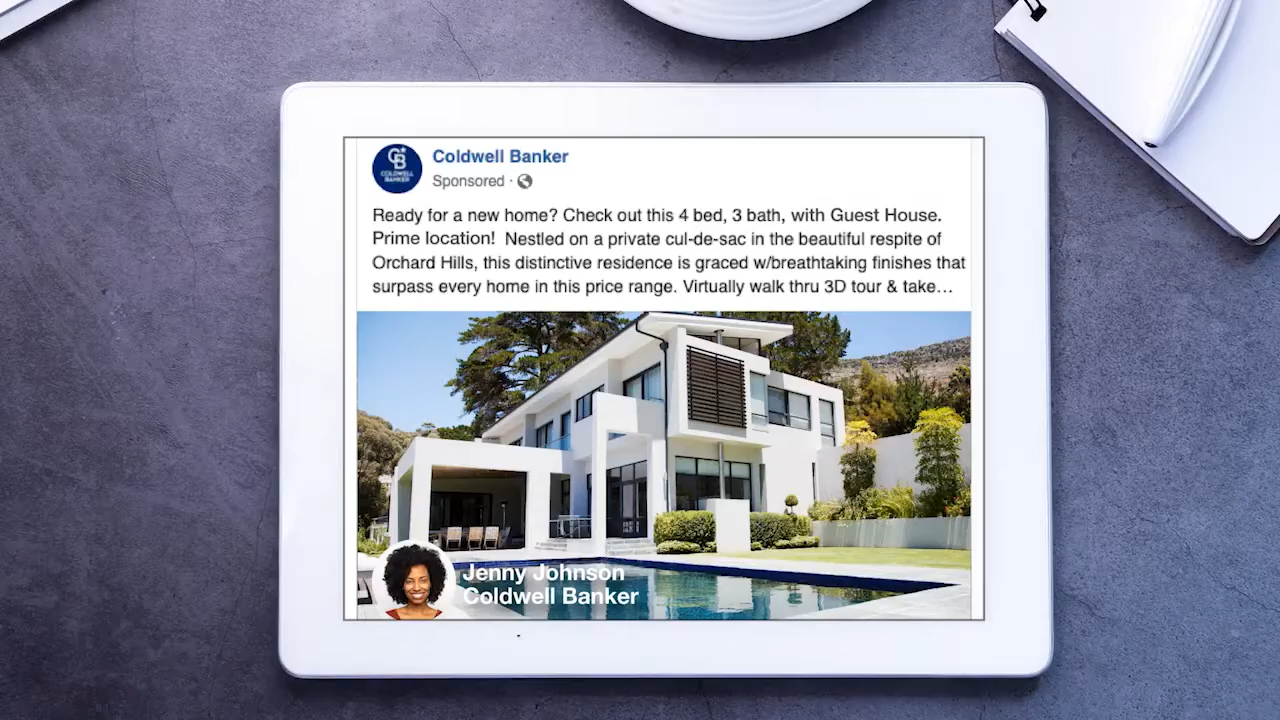 CB
COLDWELL
BANKER
Coldwell Banker
Sponsored ·
Ready for a new home? Check out this 4 bed, 3 bath, with Guest House.
Prime location!  Nestled on a private cul-de-sac in the beautiful respite of
Orchard Hills, this distinctive residence is graced w/breathtaking finishes that
surpass every home in this price range. Virtually walk thru 3D tour & take…
Jenny Johnson
Coldwell Banker